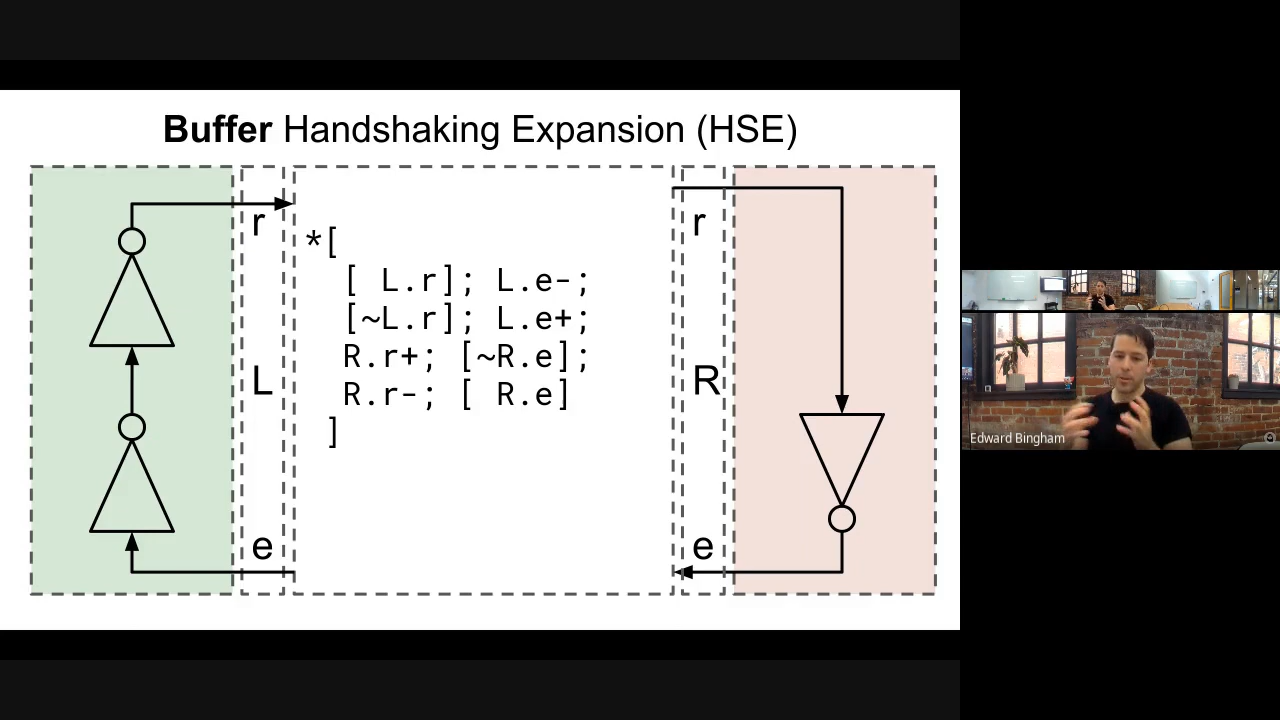 Buffer Handshaking Expansion (HSE)
r
*[
[ L.r]; L.e-;
[~L.r]; L.e+;
R.r+; [~R.e];
R.r-; [ R.e]
]
L
e
r
R
e
Edward Bingham